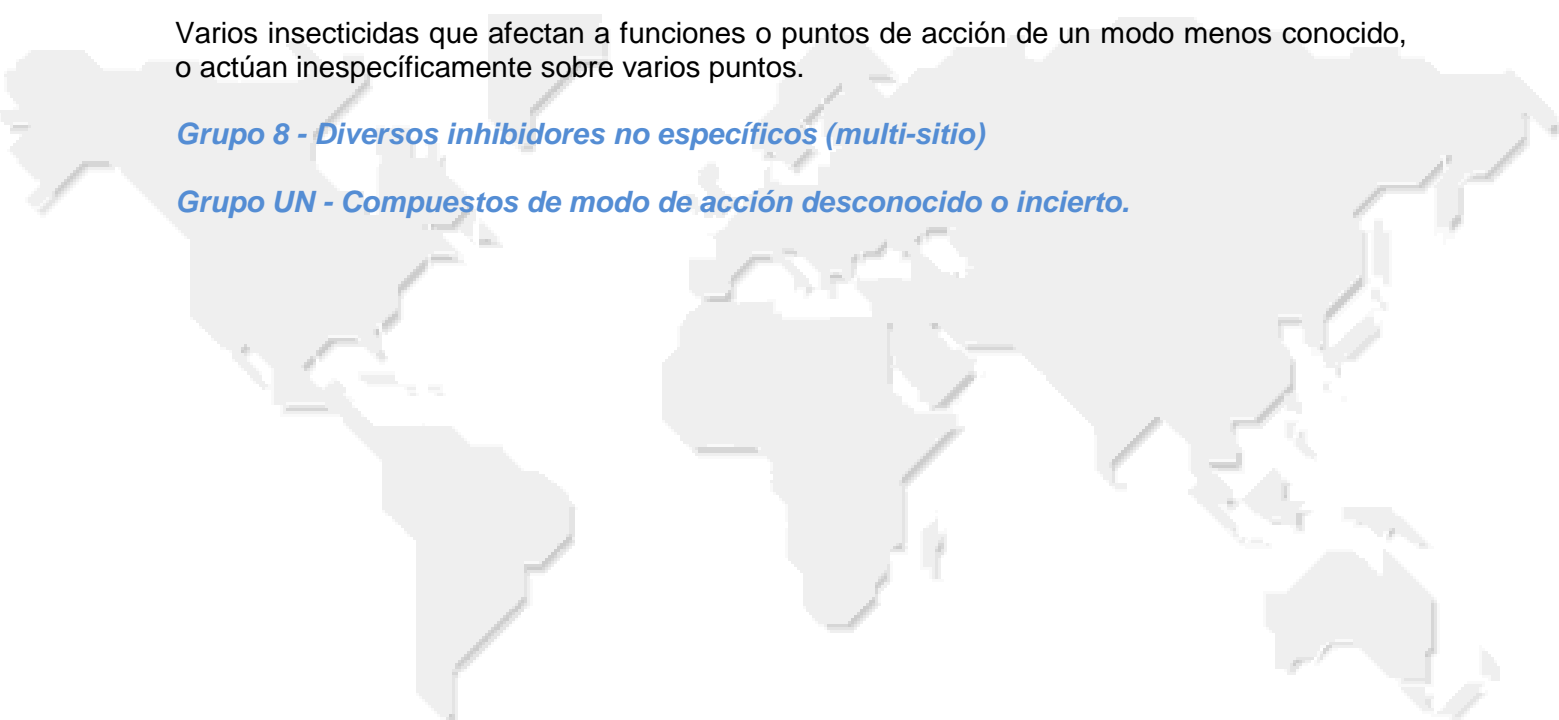 Varios insecticidas que afectan a funciones o puntos de acción de un modo menos conocido,
o actúan inespecíficamente sobre varios puntos.
Grupo 8 - Diversos inhibidores no específicos (multi-sitio)
Grupo UN - Compuestos de modo de acción desconocido o incierto.